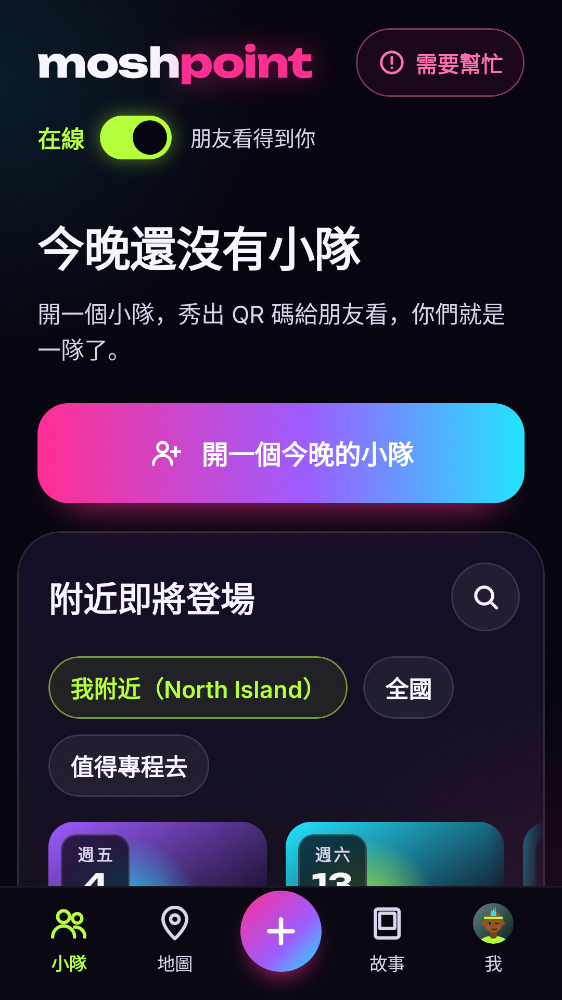 moshpoint
需要幫忙
在線
朋友看得到你
今晚還沒有小隊
開一個小隊，秀出 QR 碼給朋友看，你們就是
一隊了。
開一個今晚的小隊
附近即將登場
我附近（North Island）
全國
值得專程去
週五
4
週六
13
小隊
地圖
故事
我